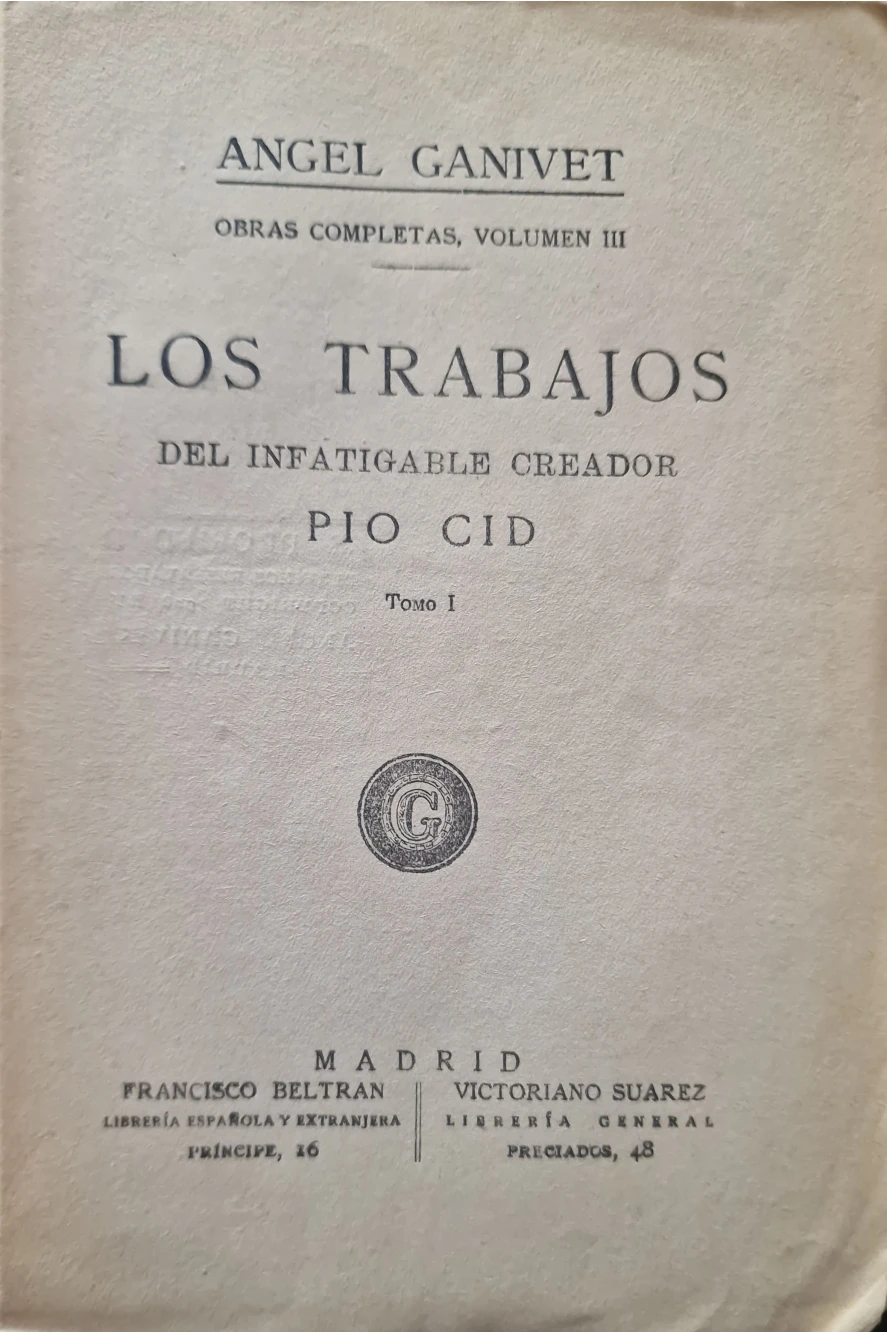 ANGEL GANIVET
OBRAS COMPLETAS, VOLUMEN III
LOS TRABAJOS
DEL INFATIGABLE CREADOR
PIO CID
Tomo I
G
MADRID
FRANCISCO BELTRAN
LIBRERÍA ESPAÑOLA Y EXTRANJERA
PRÍNCIPE, 16
VICTORIANO SUAREZ
LIBRERÍA GENERAL
PRECIADOS, 48